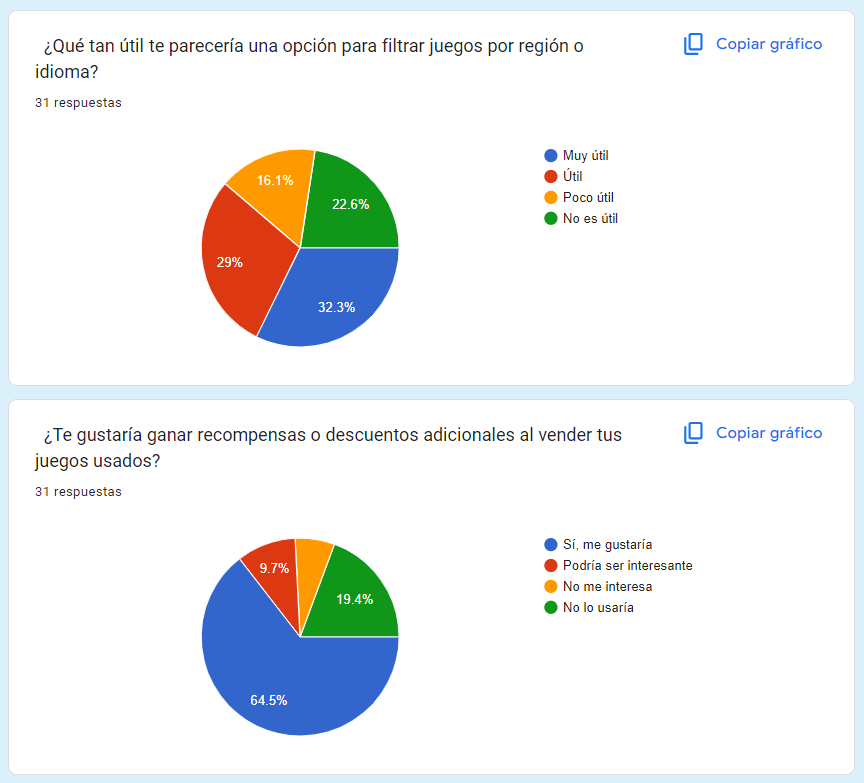 ¿Qué tan útil te parecería una opción para filtrar juegos por región o
idioma?
Copiar gráfico
31 respuestas
16.1%
22.6%
29%
32.3%
Muy útil
Útil
Poco útil
No es útil
¿Te gustaría ganar recompensas o descuentos adicionales al vender tus
juegos usados?
Copiar gráfico
31 respuestas
9.7%
19.4%
64.5%
Sí, me gustaría
Podría ser interesante
No me interesa
No lo usaría